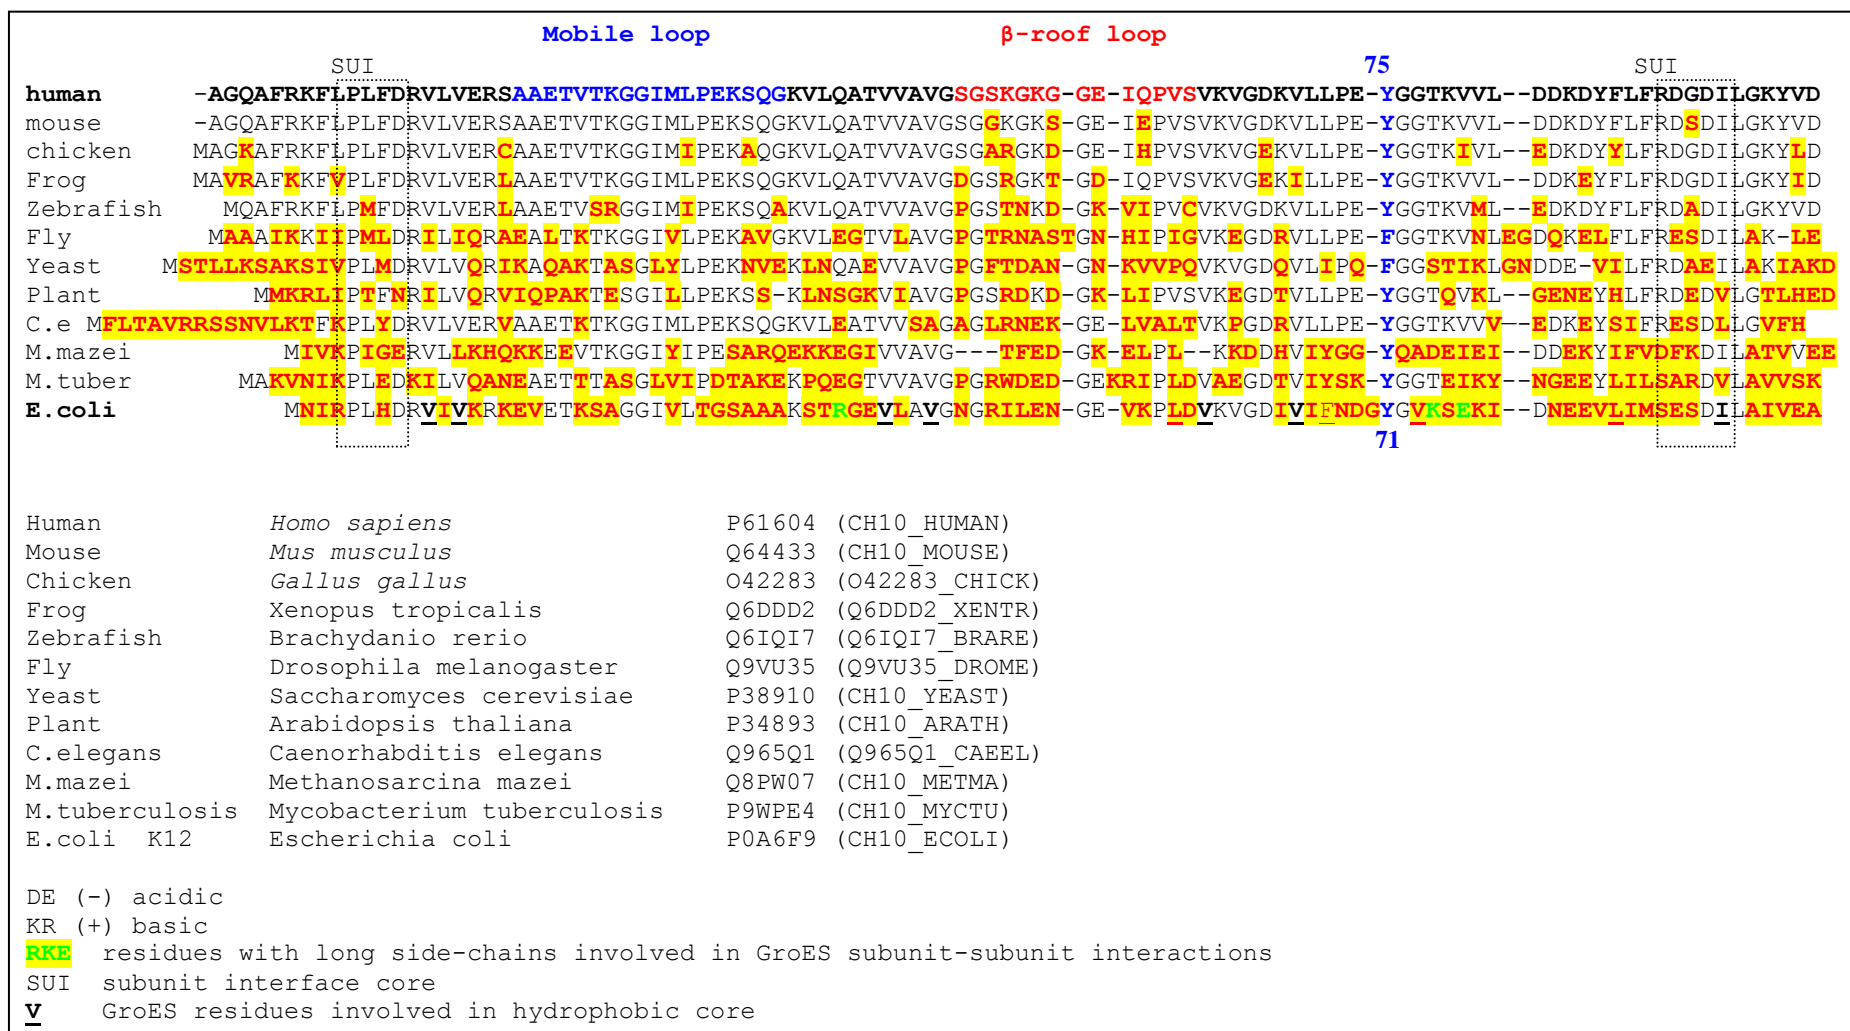 Mobile loop β-roof loop
SUI 75 SUI
human -AGQAFRKFLPLFDRVLVERSAAETVTKGGIMLPEKSQGKVLQATVVAVGSGSKGKG-GE-IQPVSVKVGDKVLLPE-YGGTKVVL--DDKDYFLFRDGDILGKYVD
mouse -AGQAFRKFLPLFDRVLVERSAAETVTKGGIMLPEKSQGKVLQATVVAVGSGGKGKS-GE-IEPVSVKVGDKVLLPE-YGGTKVVL--DDKDYFLFRDSDILGKYVD
chicken MAGKAFRKFLPLFDRVLVERCAAETVTKGGIMIPEKAQGKVLQATVVAVGSGARGKD-GE-IHPVSVKVGEKVLLPE-YGGTKIVL--EDKDYYLFRDGDILGKYLD
Frog MAVRAFKKFVPLFDRVLVERLAAETVTKGGIMLPEKSQGKVLQATVVAVGDGSRGKT-GD-IQPVSVKVGEKILLPE-YGGTKVVL--DDKEYFLFRDGDILGKYID
Zebrafish MQAFRKFLPMFDRVLVERLAAETVSRGGIMIPEKSQAKVLQATVVAVGPGSTNKD-GK-VIPVCVKVGDKVLLPE-YGGTKVML--EDKDYFLFRDADILGKYVD
Fly MAAAIKKIIPMLDRILIQRAEALTKTKGGIVLPEKAVGKVLEGTVLAVGPGTRNASTGN-HIPIGVKEGDRVLLPE-FGGTKVNLEGDQKELFLFRESDILAK-LE
Yeast MSTLLKSAKSIVPLMDRVLVQRIKAQAKTASGLYLPEKNVEKLNQAEVVAVGPGFTDAN-GN-KVVPQVKVGDQVLIPQ-FGGSTIKLGNDDE-VILFRDAEILAKIAKD
Plant MMKRLIPTFNRILVQRVIQPAKTESGILLPEKSS-KLNSGKVIAVGPGSRDKD-GK-LIPVSVKEGDTVLLPE-YGGTQVKL--GENEYHLFRDEDVLGTLHED
C.e MFLTAVRRSSNVLKTFKPLYDRVLVERVAAETKTKGGIMLPEKSQGKVLEATVVSAGAGLRNEK-GE-LVALTVKPGDRVLLPE-YGGTKVVV--EDKEYSIFRESDLLGVFH
M.mazei MIVKPIGERVLLKHQKKEEVTKGGIYIPESARQEKKEGIVVAVG---TFED-GK-ELPL--KKDDHVIYGG-YQADEIEI--DDEKYIFVDFKDILATVVEE
M.tuber MAKVNIKPLEDKILVQANEAETTTASGLVIPDTAKEKPQEGTVVAVGPGRWDED-GEKRIPLDVAEGDTVIYSK-YGGTEIKY--NGEEYLILSARDVLAVVSK
E.coli MNIRPLHDRVIVKRKEVETKSAGGIVLTGSAAAKSTRGEVLAVGNGRILEN-GE-VKPLDVKVGDIVIFNDGYGVKSEKI--DNEEVLIMSESDILAIVEA
71
Human Homo sapiens P61604 (CH10_HUMAN)
Mouse Mus musculus Q64433 (CH10_MOUSE)
Chicken Gallus gallus O42283 (O42283_CHICK)
Frog Xenopus tropicalis Q6DDD2 (Q6DDD2_XENTR)
Zebrafish Brachydanio rerio Q6IQI7 (Q6IQI7_BRARE)
Fly Drosophila melanogaster Q9VU35 (Q9VU35_DROME)
Yeast Saccharomyces cerevisiae P38910 (CH10_YEAST)
Plant Arabidopsis thaliana P34893 (CH10_ARATH)
C.elegans Caenorhabditis elegans Q965Q1 (Q965Q1_CAEEL)
M.mazei Methanosarcina mazei Q8PW07 (CH10_METMA)
M.tuberculosis Mycobacterium tuberculosis P9WPE4 (CH10_MYCTU)
E.coli K12 Escherichia coli P0A6F9 (CH10_ECOLI)
DE (-) acidic
KR (+) basic
RKE residues with long side-chains involved in GroES subunit-subunit interactions
SUI subunit interface core
V GroES residues involved in hydrophobic core